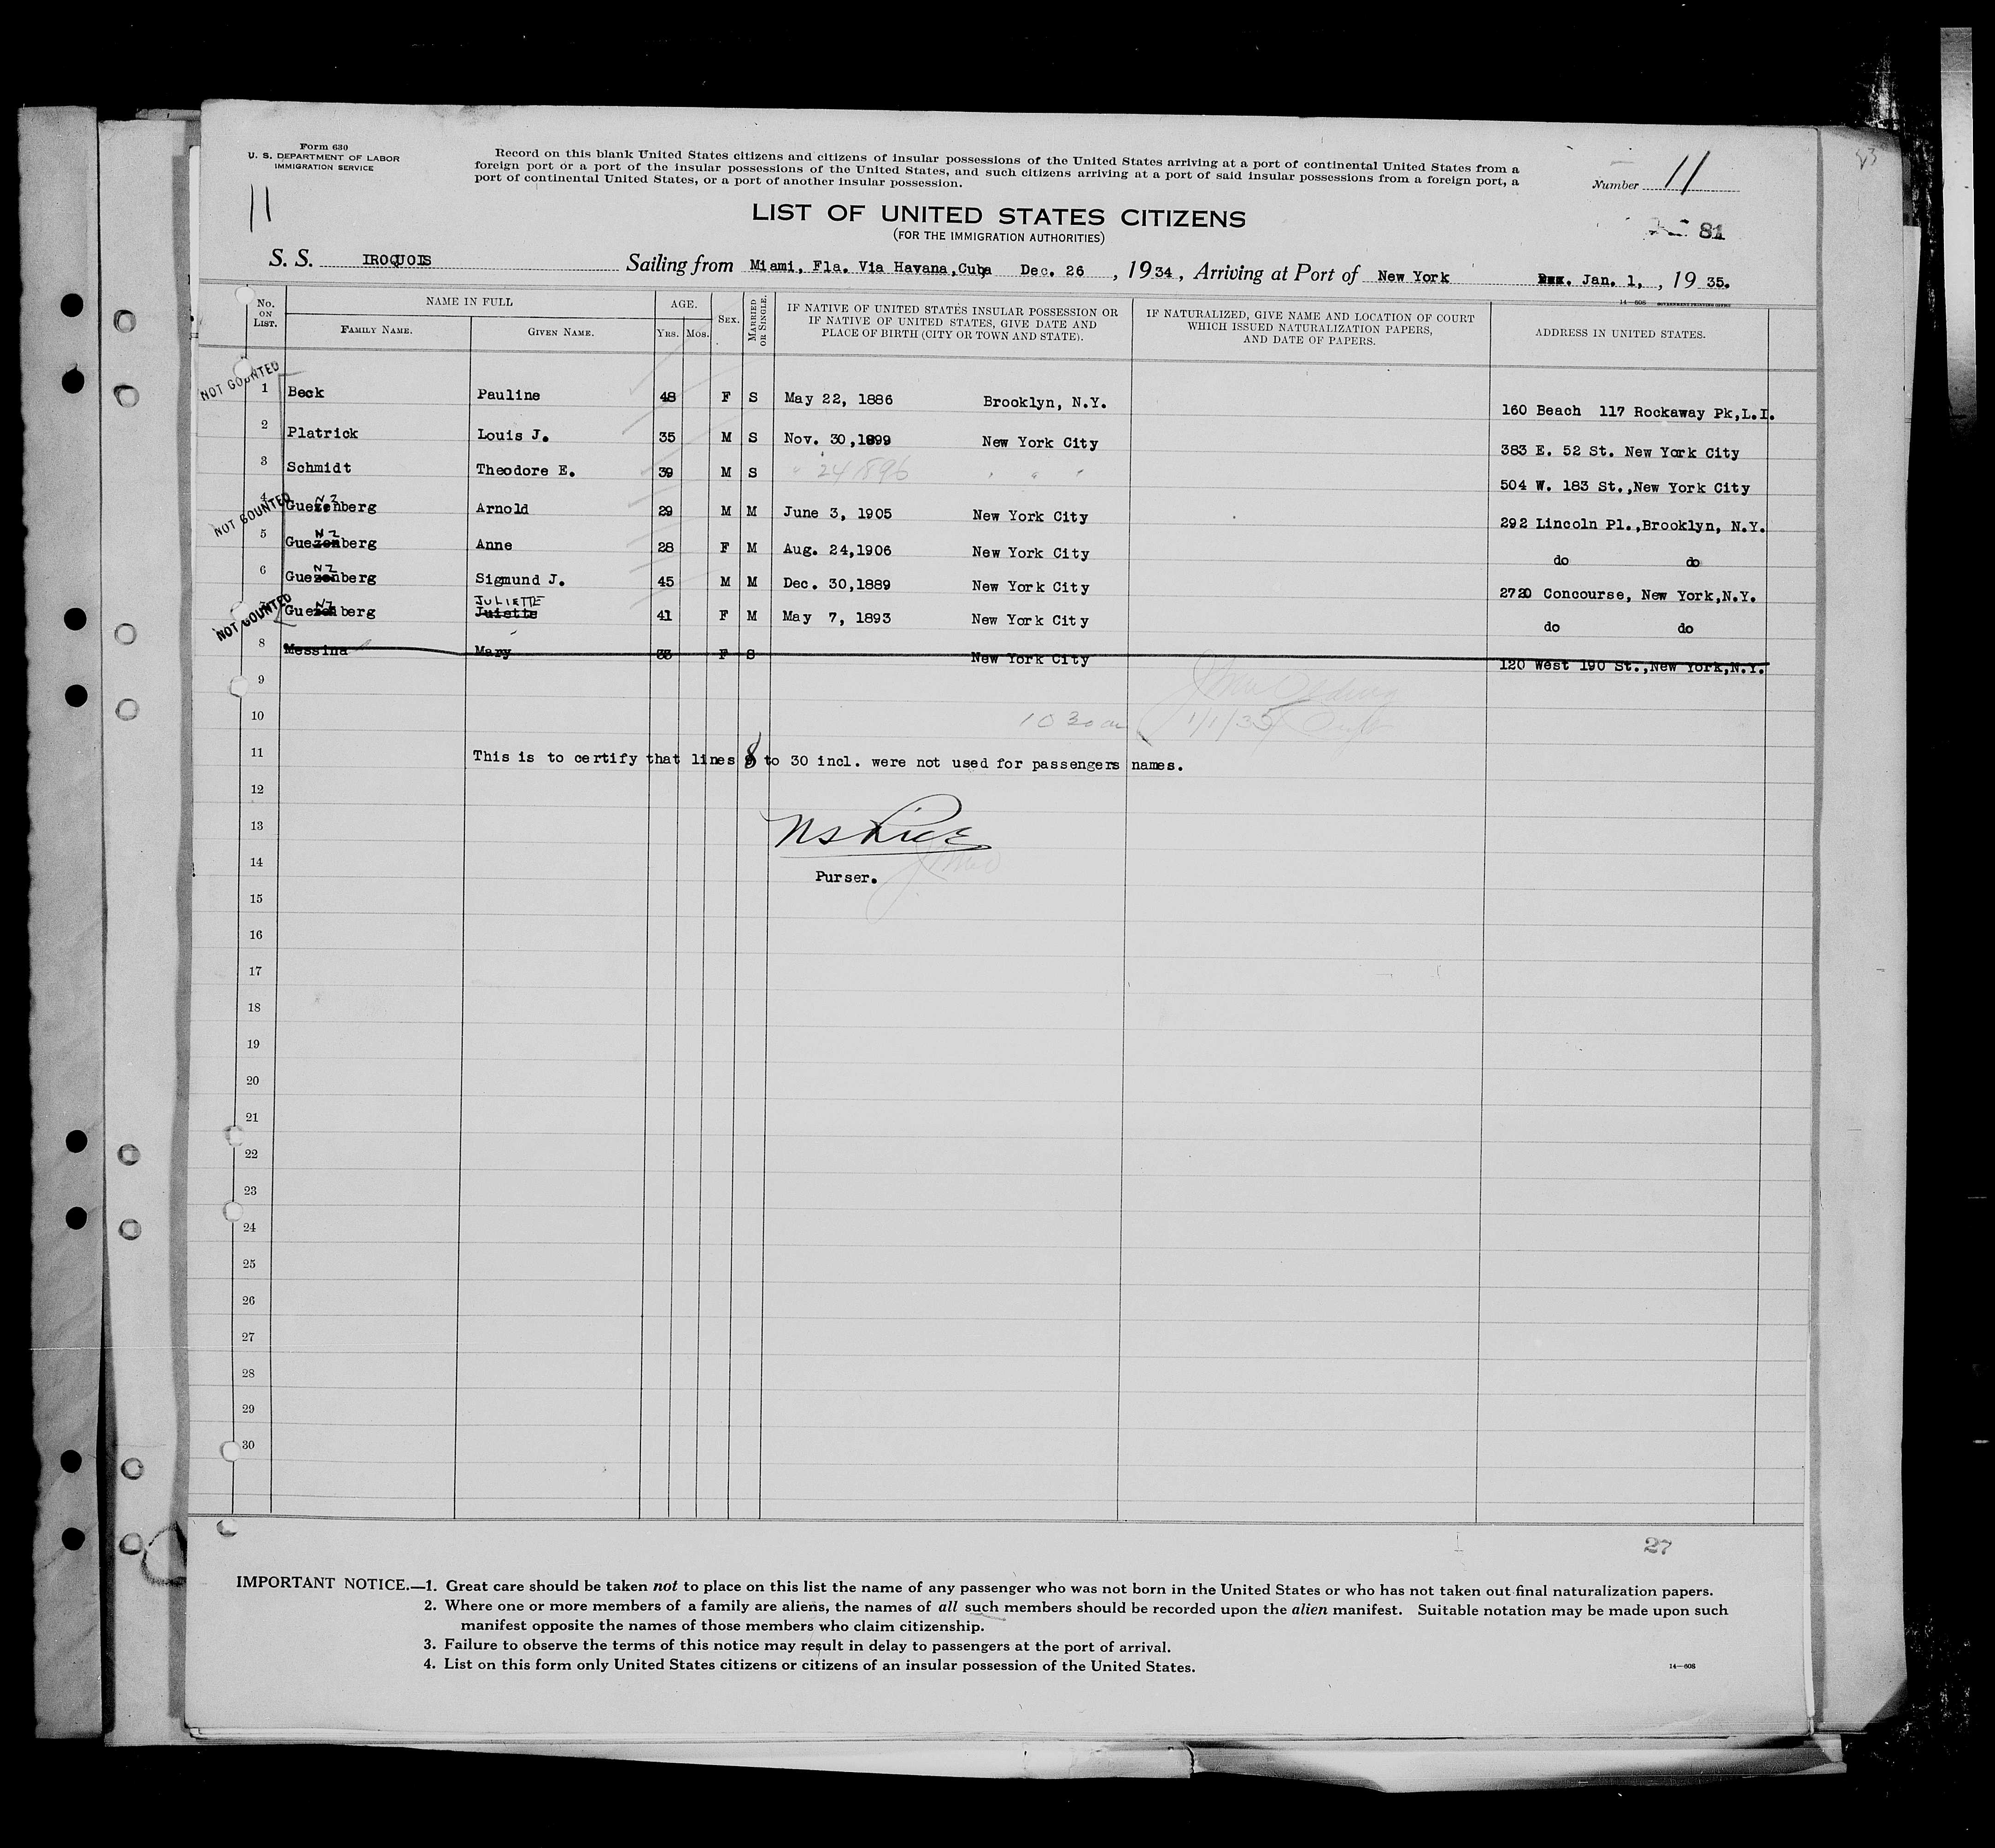 Form 630
U. S. DEPARTMENT OF LABOR
IMMIGRATION SERVICE
Record on this blank United States citizens and citizens of insular possessions of the United States arriving at a port of continental United States from a
foreign port or a port of the insular possessions of the United States, and such citizens arriving at a port of said insular possessions from a foreign port, a
port of continental United States, or a port of another insular possession.
Number 11
11
83
LIST OF UNITED STATES CITIZENS
(FOR THE IMMIGRATION AUTHORITIES)
81
S. S. IROQUOIS Sailing from Miami, Fla. Via Havana,Cuba Dec. 26 , 1934, Arriving at Port of New York Jan. 1, , 19 35.
14—608 GOVERNMENT PRINTING OFFICE
No. ON LIST. NAME IN FULL AGE. SEX. MARRIED OR SINGLE. IF NATIVE OF UNITED STATES INSULAR POSSESSION OR IF NATIVE OF UNITED STATES, GIVE DATE AND PLACE OF BIRTH (CITY OR TOWN AND STATE). IF NATURALIZED, GIVE NAME AND LOCATION OF COURT WHICH ISSUED NATURALIZATION PAPERS, AND DATE OF PAPERS. ADDRESS IN UNITED STATES.
FAMILY NAME. GIVEN NAME. YRS. MOS.
NOT COUNTED
1 Beck Pauline 48 F S May 22, 1886 Brooklyn, N.Y. 160 Beach 117 Rockaway Pk,L.I.
2 Platrick Louis J. 35 M S Nov. 30,1899 New York City 383 E. 52 St. New York City
3 Schmidt Theodore E. 39 M S " 24 1896 " " " 504 W. 183 St.,New York City
NOT COUNTED
NZ
4 Guezenberg Arnold 29 M M June 3, 1905 New York City 292 Lincoln Pl.,Brooklyn, N.Y.
NZ
5 Guezenberg Anne 28 F M Aug. 24,1906 New York City do do
NZ
6 Guezenberg Sigmund J. 45 M M Dec. 30,1889 New York City 2720 Concourse, New York,N.Y.
NOT COUNTED
NZ JULIETTE
7 Guezenberg Juiette 41 F M May 7, 1893 New York City do do
8 Messina Mary 33 F S New York City 120 West 190 St.,New York,N.Y.
9
10 10 30 am 1/1/35
11 This is to certify that lines 8 to 30 incl. were not used for passengers names.
12
13
14 Purser.
15
16
17
18
19
20
21
22
23
24
25
26
27
28
29
30
27
IMPORTANT NOTICE.—1. Great care should be taken not to place on this list the name of any passenger who was not born in the United States or who has not taken out final naturalization papers.
2. Where one or more members of a family are aliens, the names of all such members should be recorded upon the alien manifest. Suitable notation may be made upon such
manifest opposite the names of those members who claim citizenship.
3. Failure to observe the terms of this notice may result in delay to passengers at the port of arrival.
4. List on this form only United States citizens or citizens of an insular possession of the United States.
14—608